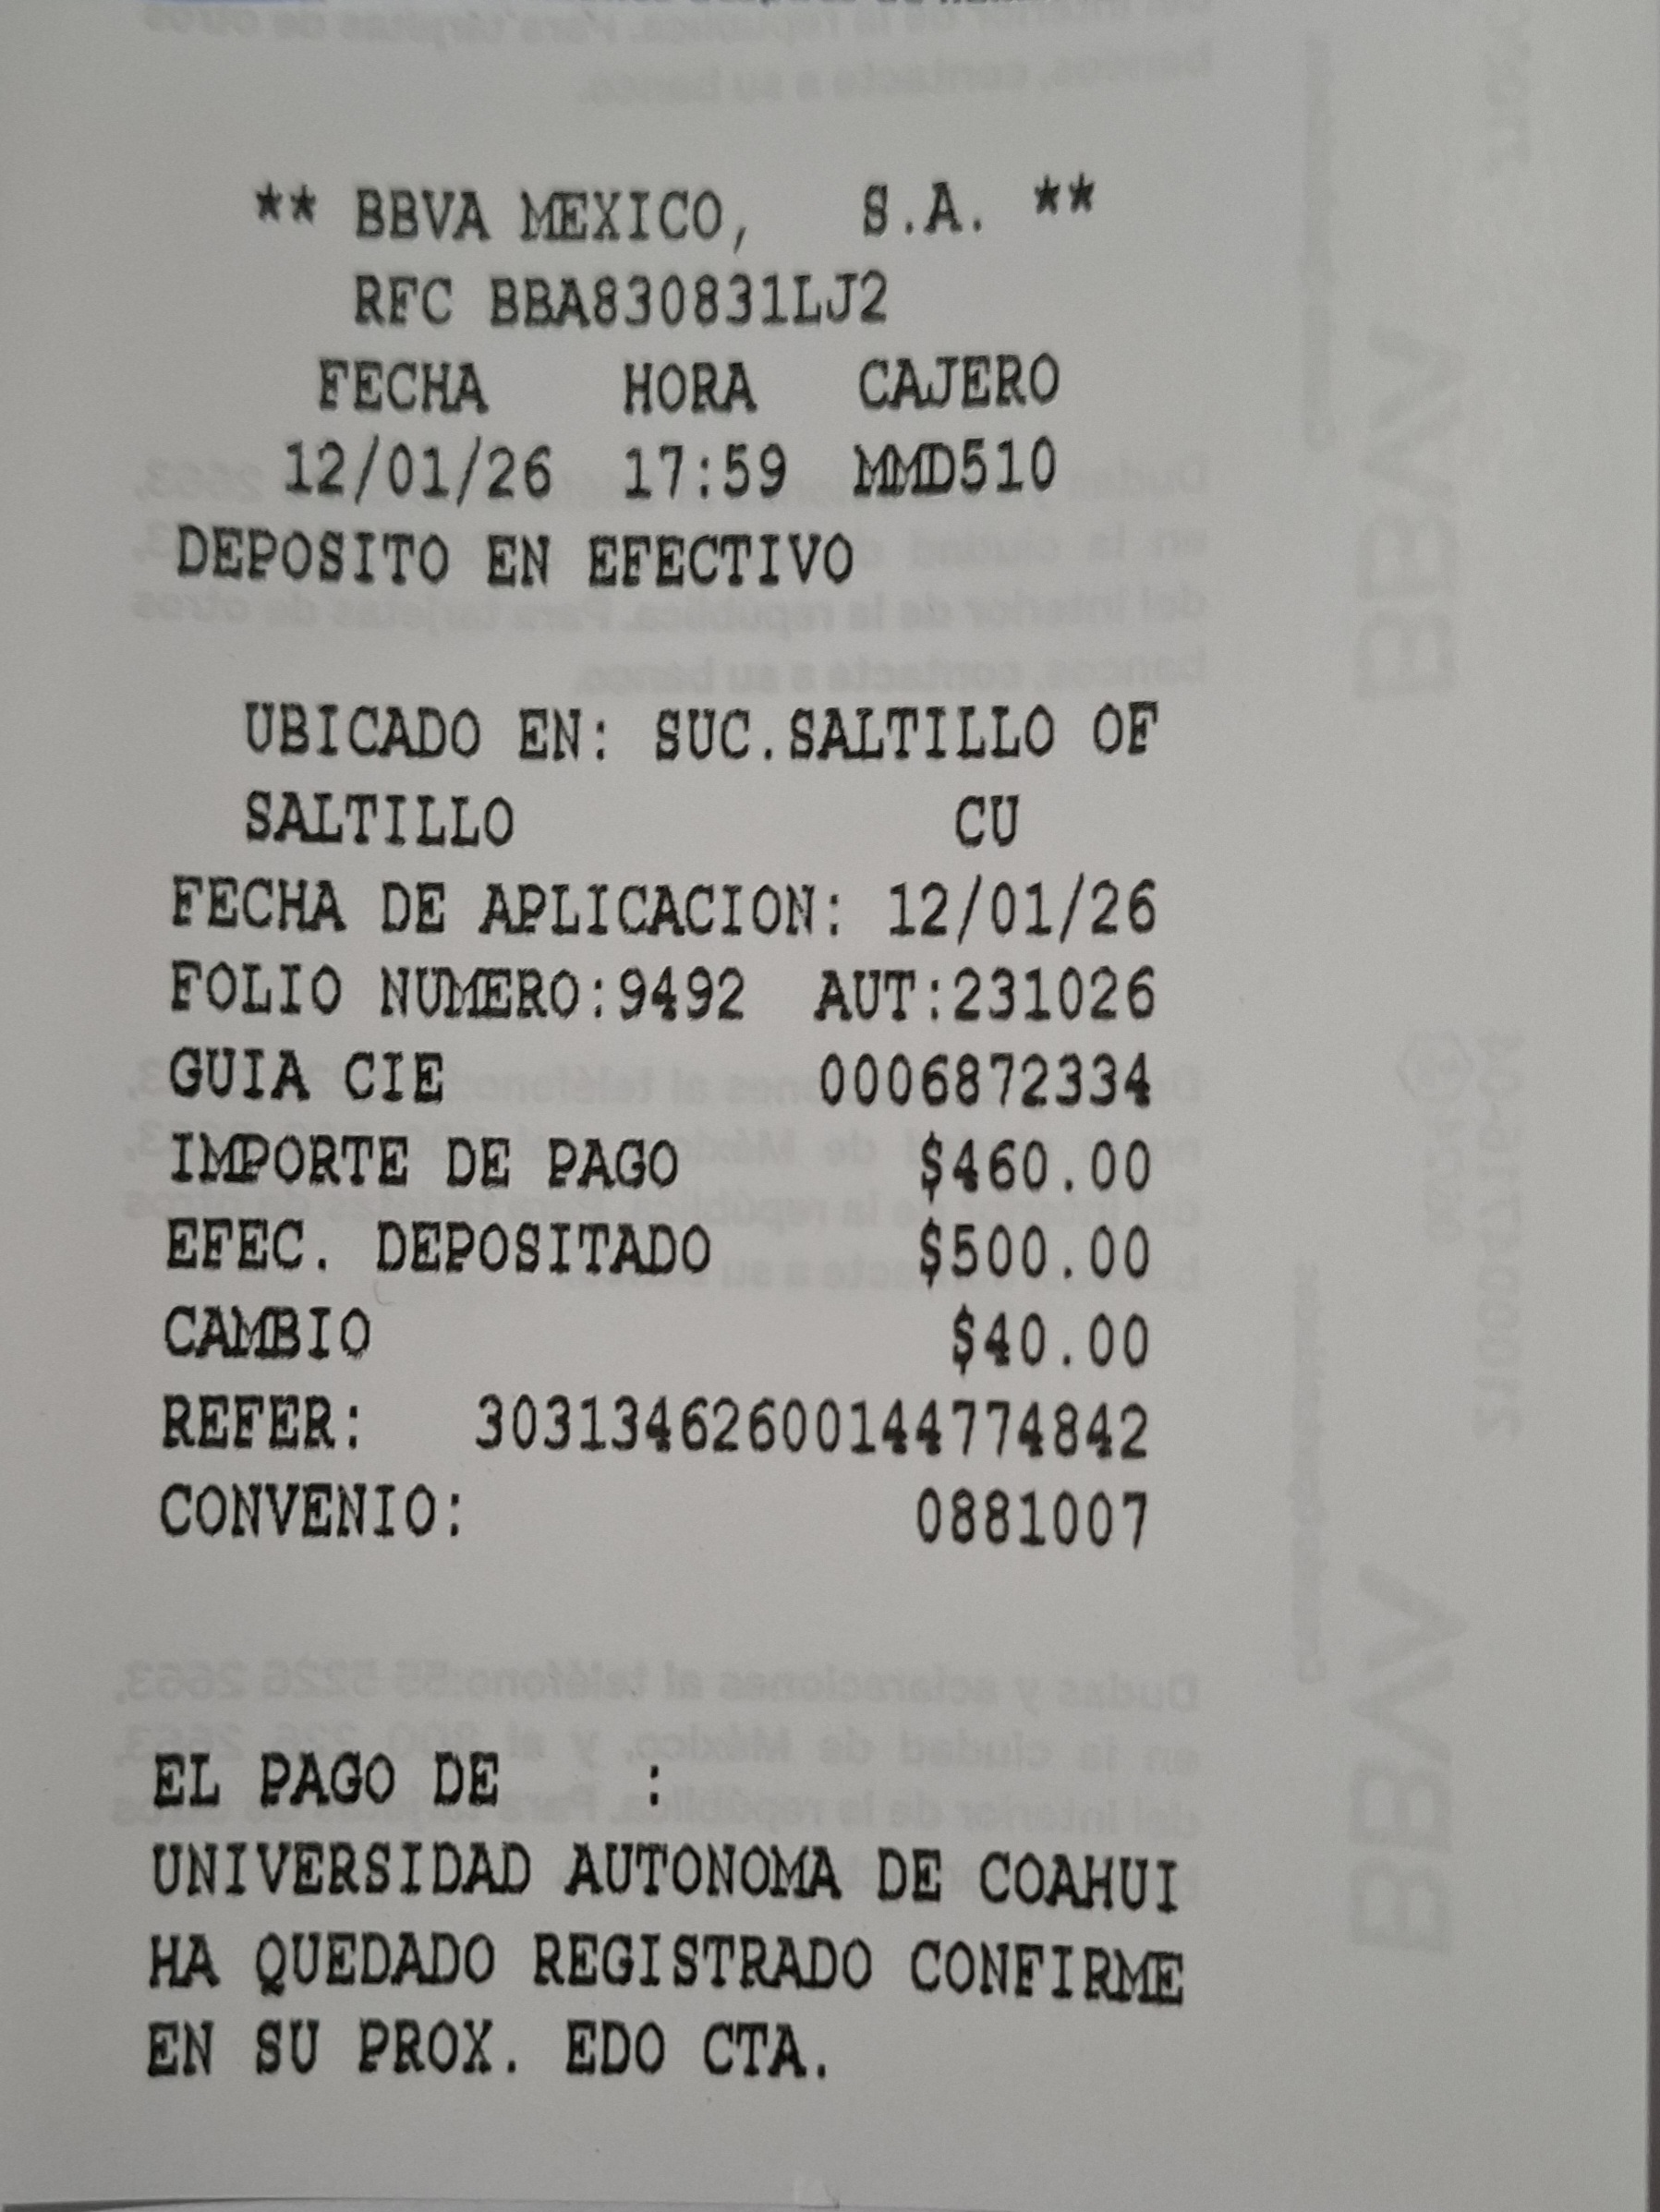 ** BBVA MEXICO, S.A. **
RFC BBA830831LJ2
FECHA HORA CAJERO
12/01/26 17:59 MMD510
DEPOSITO EN EFECTIVO
UBICADO EN: SUC.SALTILLO OF
SALTILLO CU
FECHA DE APLICACION: 12/01/26
FOLIO NUMERO:9492 AUT:231026
GUIA CIE 0006872334
IMPORTE DE PAGO $460.00
EFEC. DEPOSITADO $500.00
CAMBIO $40.00
REFER: 30313462600144774842
CONVENIO: 0881007
EL PAGO DE :
UNIVERSIDAD AUTONOMA DE COAHUI
HA QUEDADO REGISTRADO CONFIRME
EN SU PROX. EDO CTA.